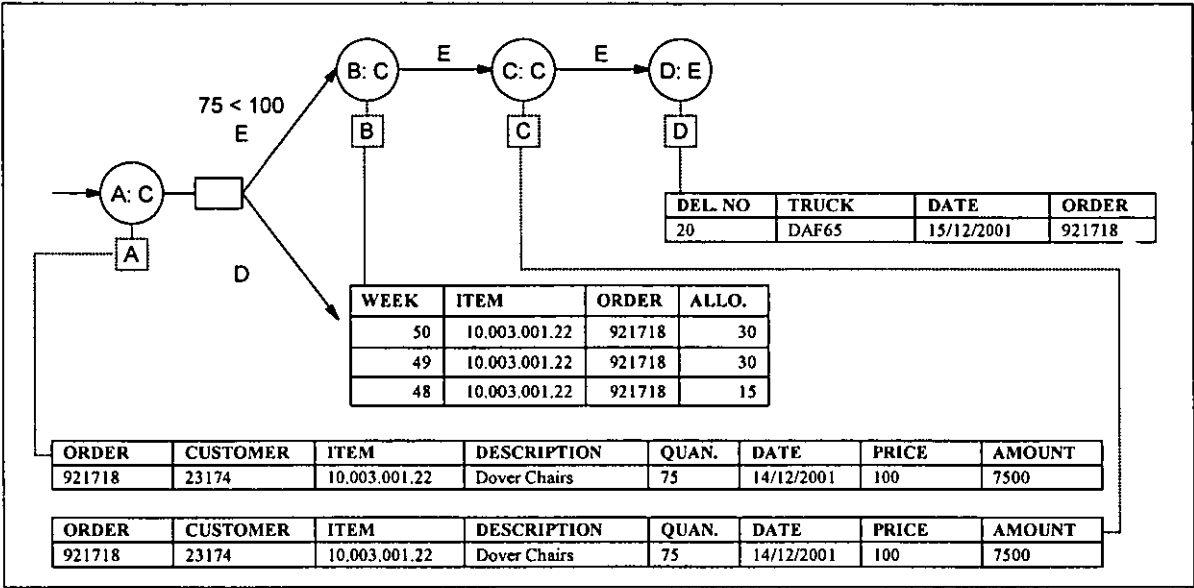 E
E
B: C
C: C
D: E
75 < 100
E
B
C
D
A: C
A
D
DEL. NO TRUCK DATE ORDER
20 DAF65 15/12/2001 921718
WEEK ITEM ORDER ALLO.
50 10.003.001.22 921718 30
49 10.003.001.22 921718 30
48 10.003.001.22 921718 15
ORDER CUSTOMER ITEM DESCRIPTION QUAN. DATE PRICE AMOUNT
921718 23174 10.003.001.22 Dover Chairs 75 14/12/2001 100 7500
ORDER CUSTOMER ITEM DESCRIPTION QUAN. DATE PRICE AMOUNT
921718 23174 10.003.001.22 Dover Chairs 75 14/12/2001 100 7500